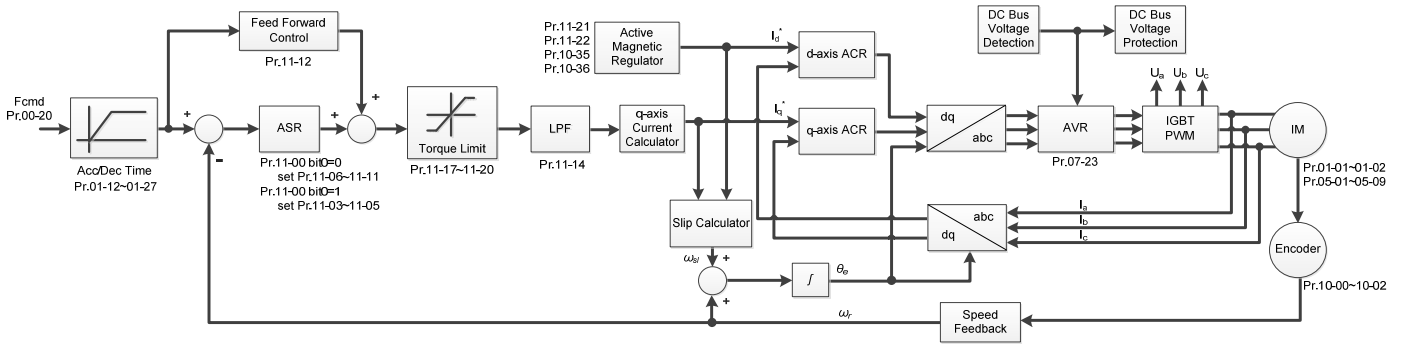 Feed Forward
Control
Pr.11-12
Fcmd
Pr.00-20
Acc/Dec Time
Pr.01-12~01-27
+
-
ASR
+
+
Pr.11-00 bit0=0
set Pr.11-06~11-11
Pr.11-00 bit0=1
set Pr.11-03~11-05
Torque Limit
Pr.11-17~11-20
LPF
Pr.11-14
q-axis
Current
Calculator
Pr.11-21
Pr.11-22
Pr.10-35
Pr.10-36
Active
Magnetic
Regulator
Id*
d-axis ACR
Iq*
q-axis ACR
dq
abc
DC Bus
Voltage
Detection
DC Bus
Voltage
Protection
AVR
Pr.07-23
Ua Ub Uc
IGBT
PWM
IM
Pr.01-01~01-02
Pr.05-01~05-09
Slip Calculator
ωsl
+
+
∫
θe
abc
dq
Ia
Ib
Ic
Encoder
Pr.10-00~10-02
ωr
Speed
Feedback